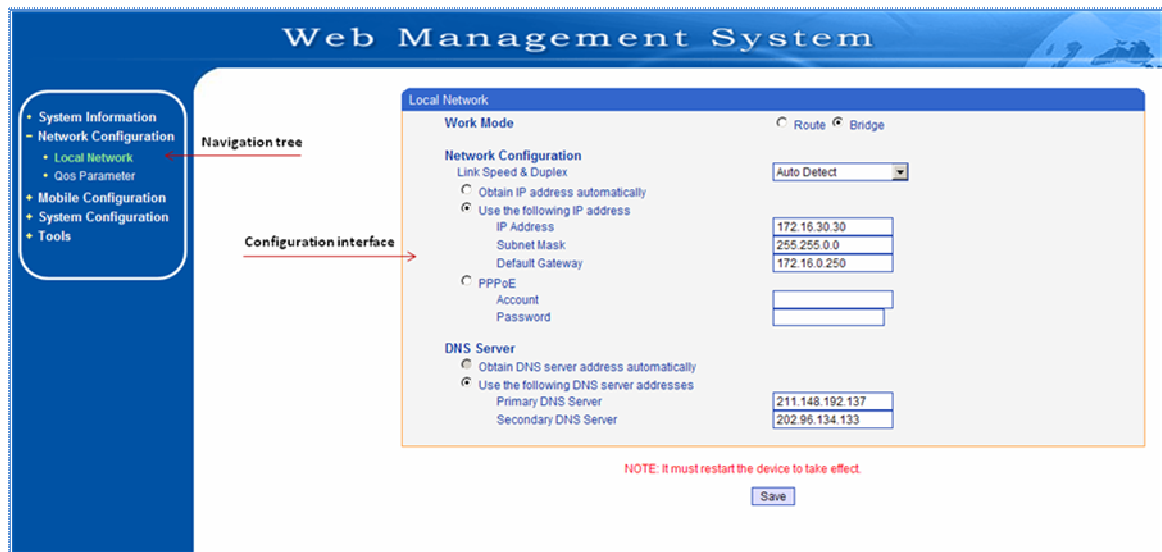 Web Management System
System Information
Network Configuration
Local Network
Qos Parameter
Mobile Configuration
System Configuration
Tools
Navigation tree
Configuration interface
Local Network
Work Mode Route Bridge
Network Configuration
Link Speed & Duplex Auto Detect
Obtain IP address automatically
Use the following IP address
IP Address 172.16.30.30
Subnet Mask 255.255.0.0
Default Gateway 172.16.0.250
PPPoE
Account
Password
DNS Server
Obtain DNS server address automatically
Use the following DNS server addresses
Primary DNS Server 211.148.192.137
Secondary DNS Server 202.96.134.133
NOTE: It must restart the device to take effect.
Save